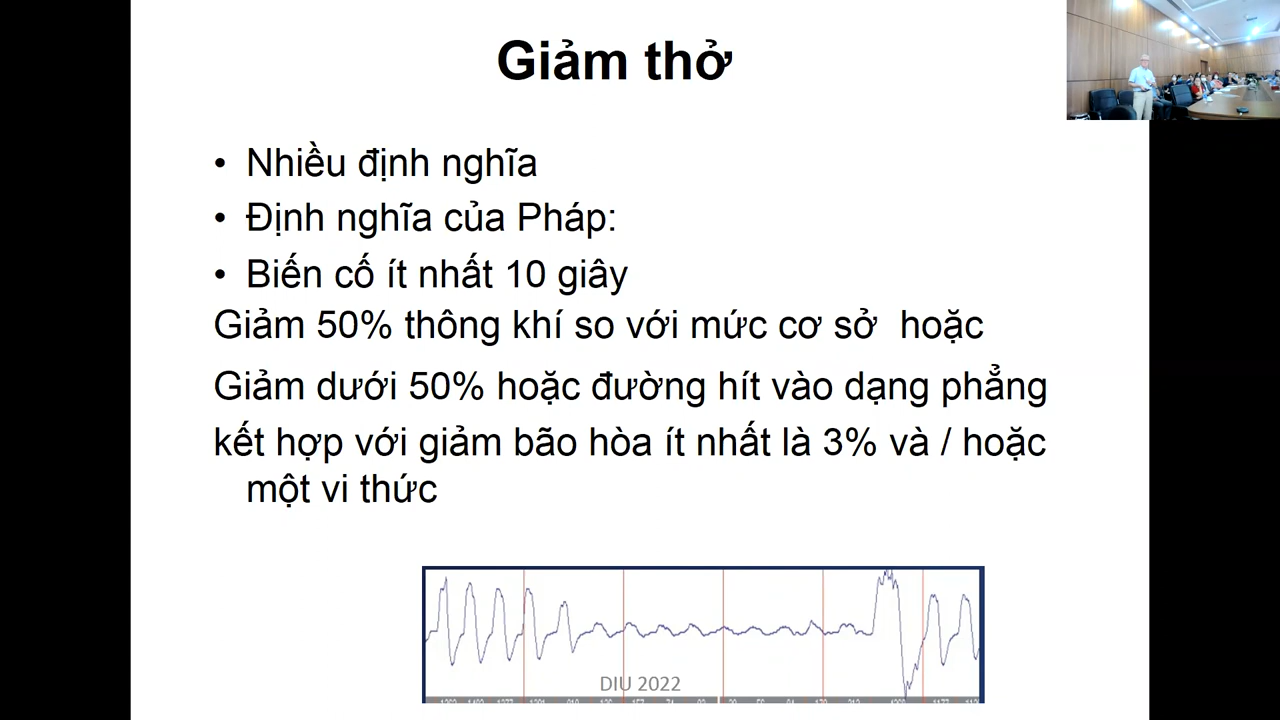 Giảm thở
• Nhiều định nghĩa
• Định nghĩa của Pháp:
• Biến cố ít nhất 10 giây
Giảm 50% thông khí so với mức cơ sở hoặc
Giảm dưới 50% hoặc đường hít vào dạng phẳng
kết hợp với giảm bão hòa ít nhất là 3% và / hoặc
một vi thức
DIU 2022